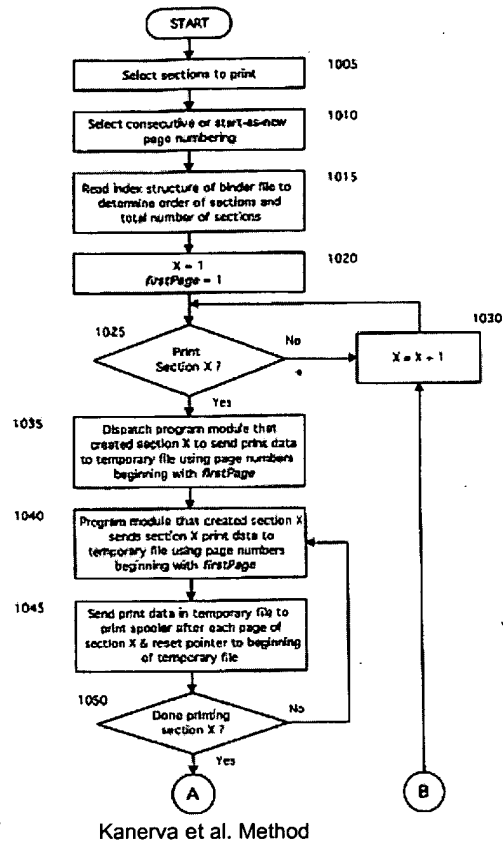 START
Select sections to print
1005
Select consecutive or start-as-new
page numbering
1010
Read index structure of binder file to
determine order of sections and
total number of sections
1015
X = 1
firstPage = 1
1020
1025
Print
Section X ?
No
Yes
1030
X = X + 1
1035
Dispatch program module that
created section X to send print data
to temporary file using page numbers
beginning with firstPage
1040
Program module that created section X
sends section X print data to
temporary file using page numbers
beginning with firstPage
1045
Send print data in temporary file to
print spooler after each page of
section X & reset pointer to beginning
of temporary file
1050
Done printing
section X ?
No
Yes
A
B
Kanerva et al. Method